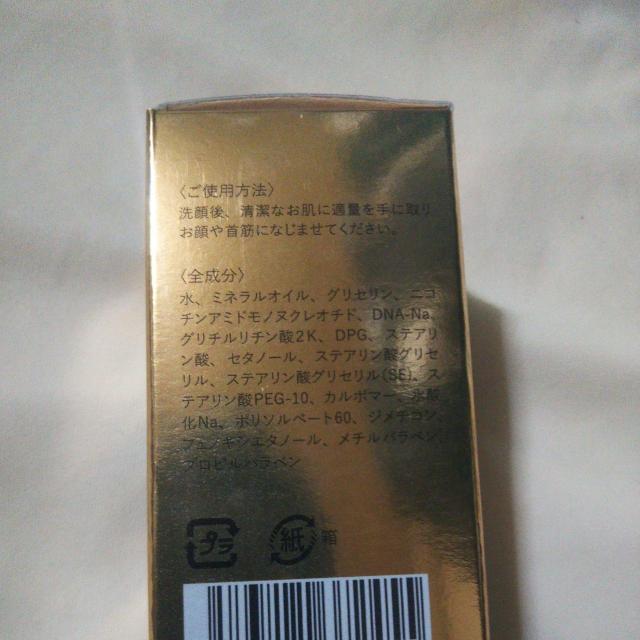 〈ご使用方法〉
洗顔後、清潔なお肌に適量を手に取り
お顔や首筋になじませてください。
〈全成分〉
水、ミネラルオイル、グリセリン、ニコ
チンアミドモノヌクレオチド、DNA-Na、
グリチルリチン酸2K、DPG、ステアリ
ン酸、セタノール、ステアリン酸グリセ
リル、ステアリン酸グリセリル(SE)、ス
テアリン酸PEG-10、カルボマー、水酸
化Na、ポリソルベート60、ジメチコン、
フェノキシエタノール、メチルパラベン、
プロピルパラベン
プラ
紙 箱